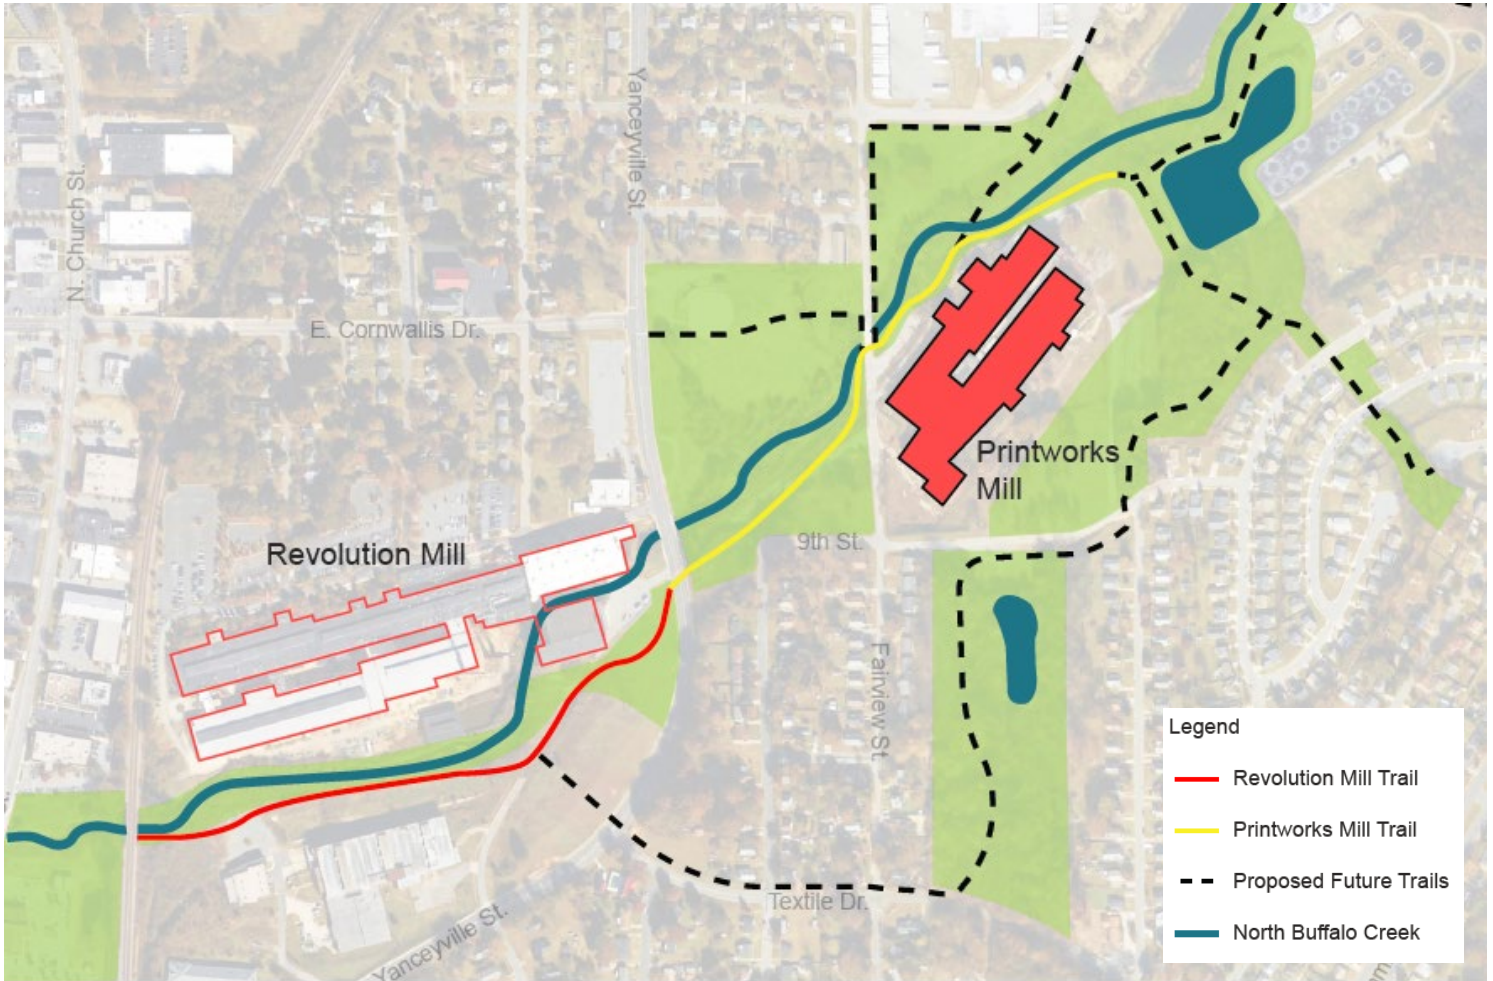 Yanceyville St.
N. Church St.
E. Cornwallis Dr.
Printworks
Mill
9th St.
Revolution Mill
Fairview St.
Textile Dr.
Yanceyville St.
Legend
Revolution Mill Trail
Printworks Mill Trail
Proposed Future Trails
North Buffalo Creek